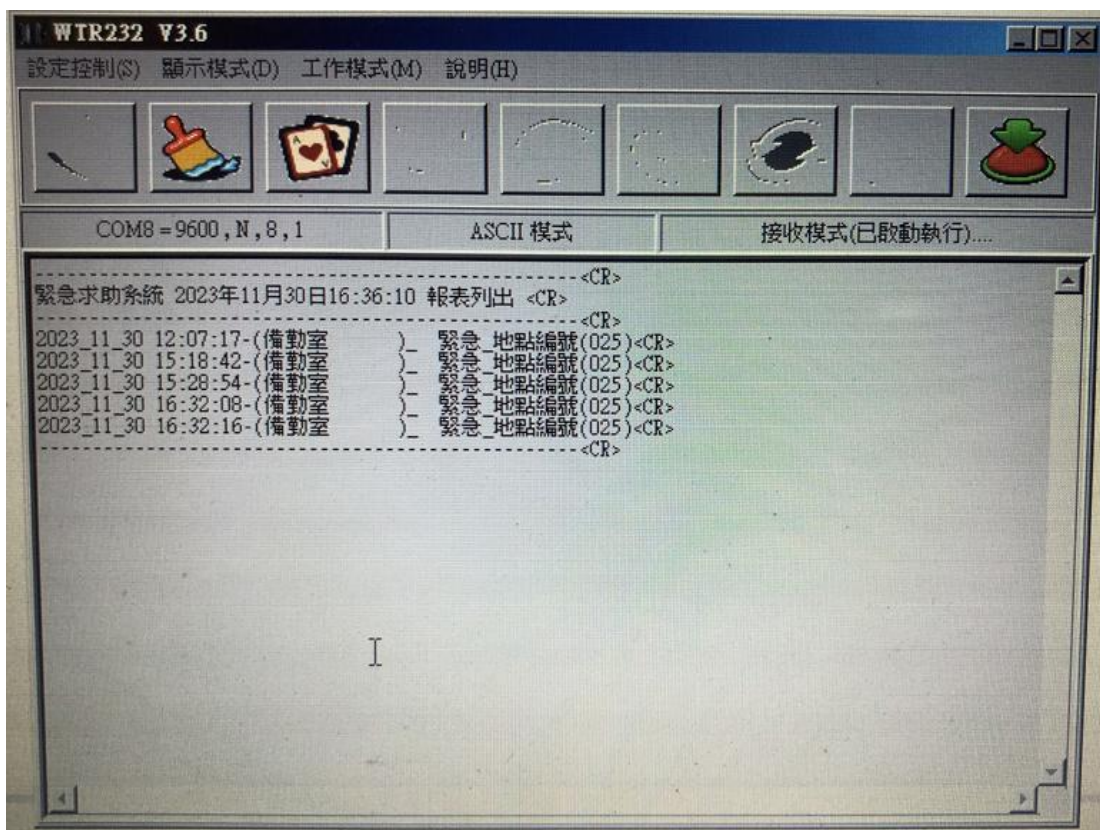 WTR232 V3.6
設定控制(S) 顯示模式(D) 工作模式(M) 說明(H)
COM8=9600,N,8,1 ASCII 模式 接收模式(已啟動執行)....
--------------------------------------------------<CR>
緊急求助系統 2023年11月30日16:36:10 報表列出 <CR>
--------------------------------------------------<CR>
2023_11_30 12:07:17-(備勤室 )_ 緊急_地點編號(025)<CR>
2023_11_30 15:18:42-(備勤室 )_ 緊急_地點編號(025)<CR>
2023_11_30 15:28:54-(備勤室 )_ 緊急_地點編號(025)<CR>
2023_11_30 16:32:08-(備勤室 )_ 緊急_地點編號(025)<CR>
2023_11_30 16:32:16-(備勤室 )_ 緊急_地點編號(025)<CR>
--------------------------------------------------<CR>